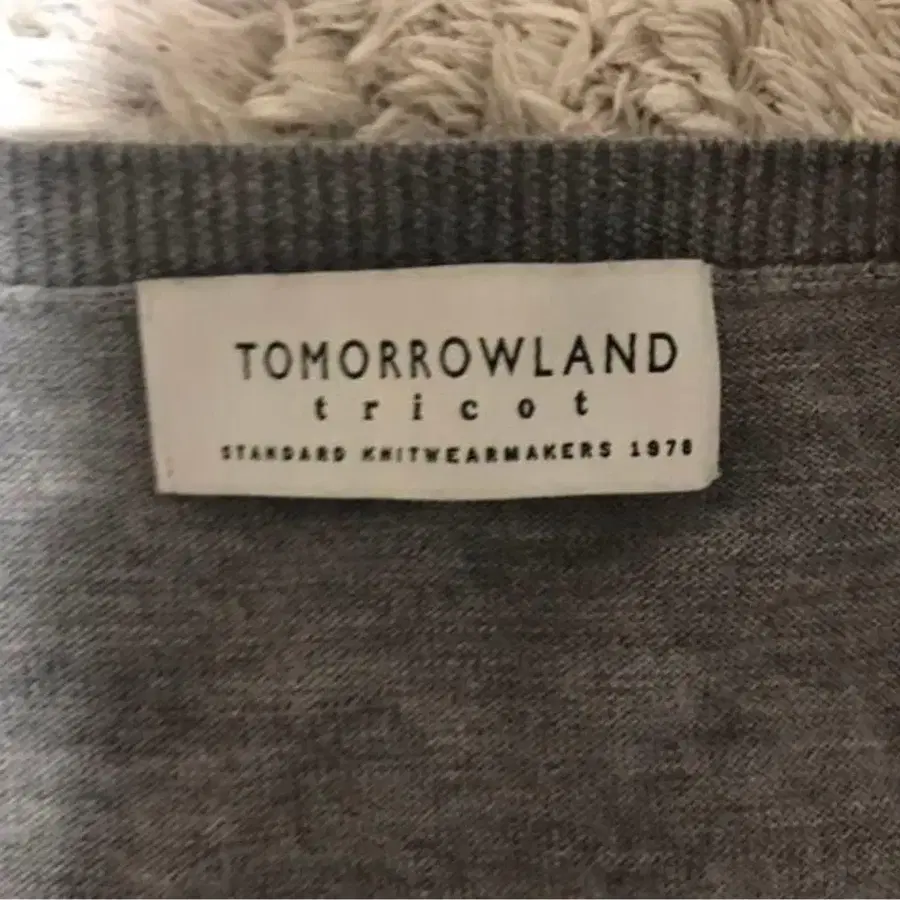 TOMORROWLAND
tricot
STANDARD KNITWEARMAKERS 1978